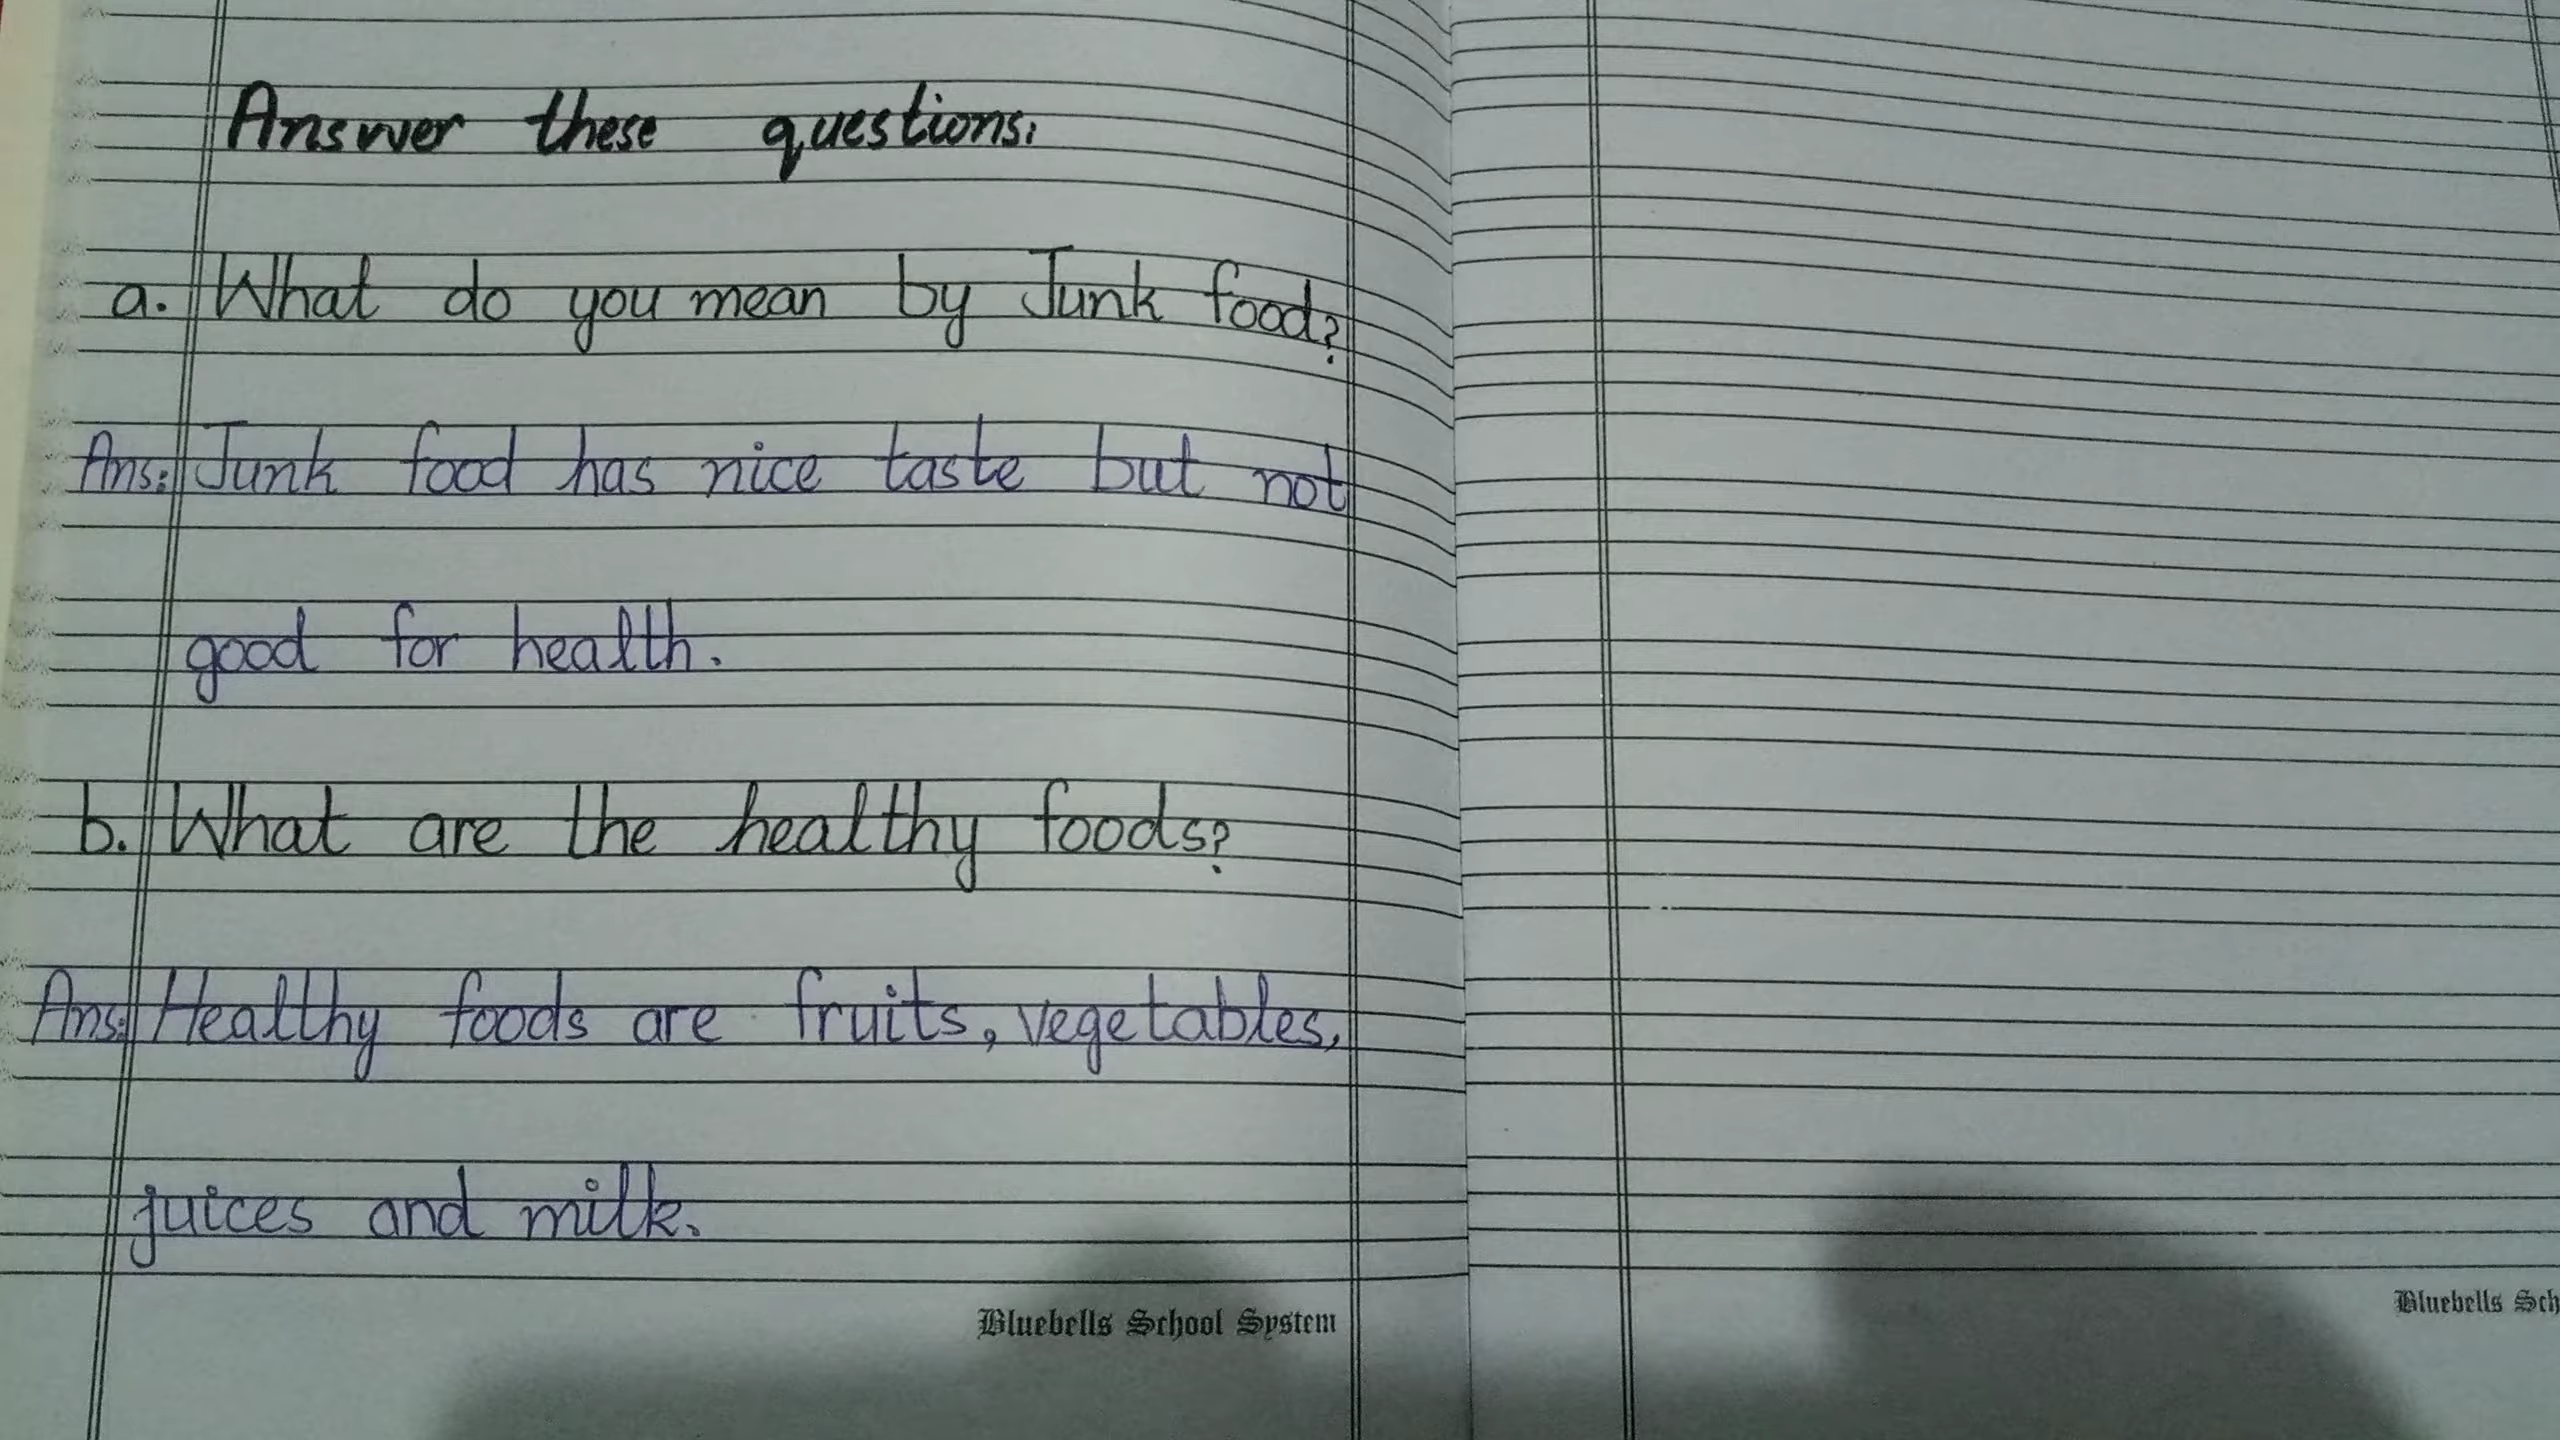 Answer these questions:
a. What do you mean by Junk food?
Ans: Junk food has nice taste but not
good for health.
b. What are the healthy foods?
Ans: Healthy foods are fruits, vegetables,
juices and milk.
Bluebells School System
Bluebells Sch